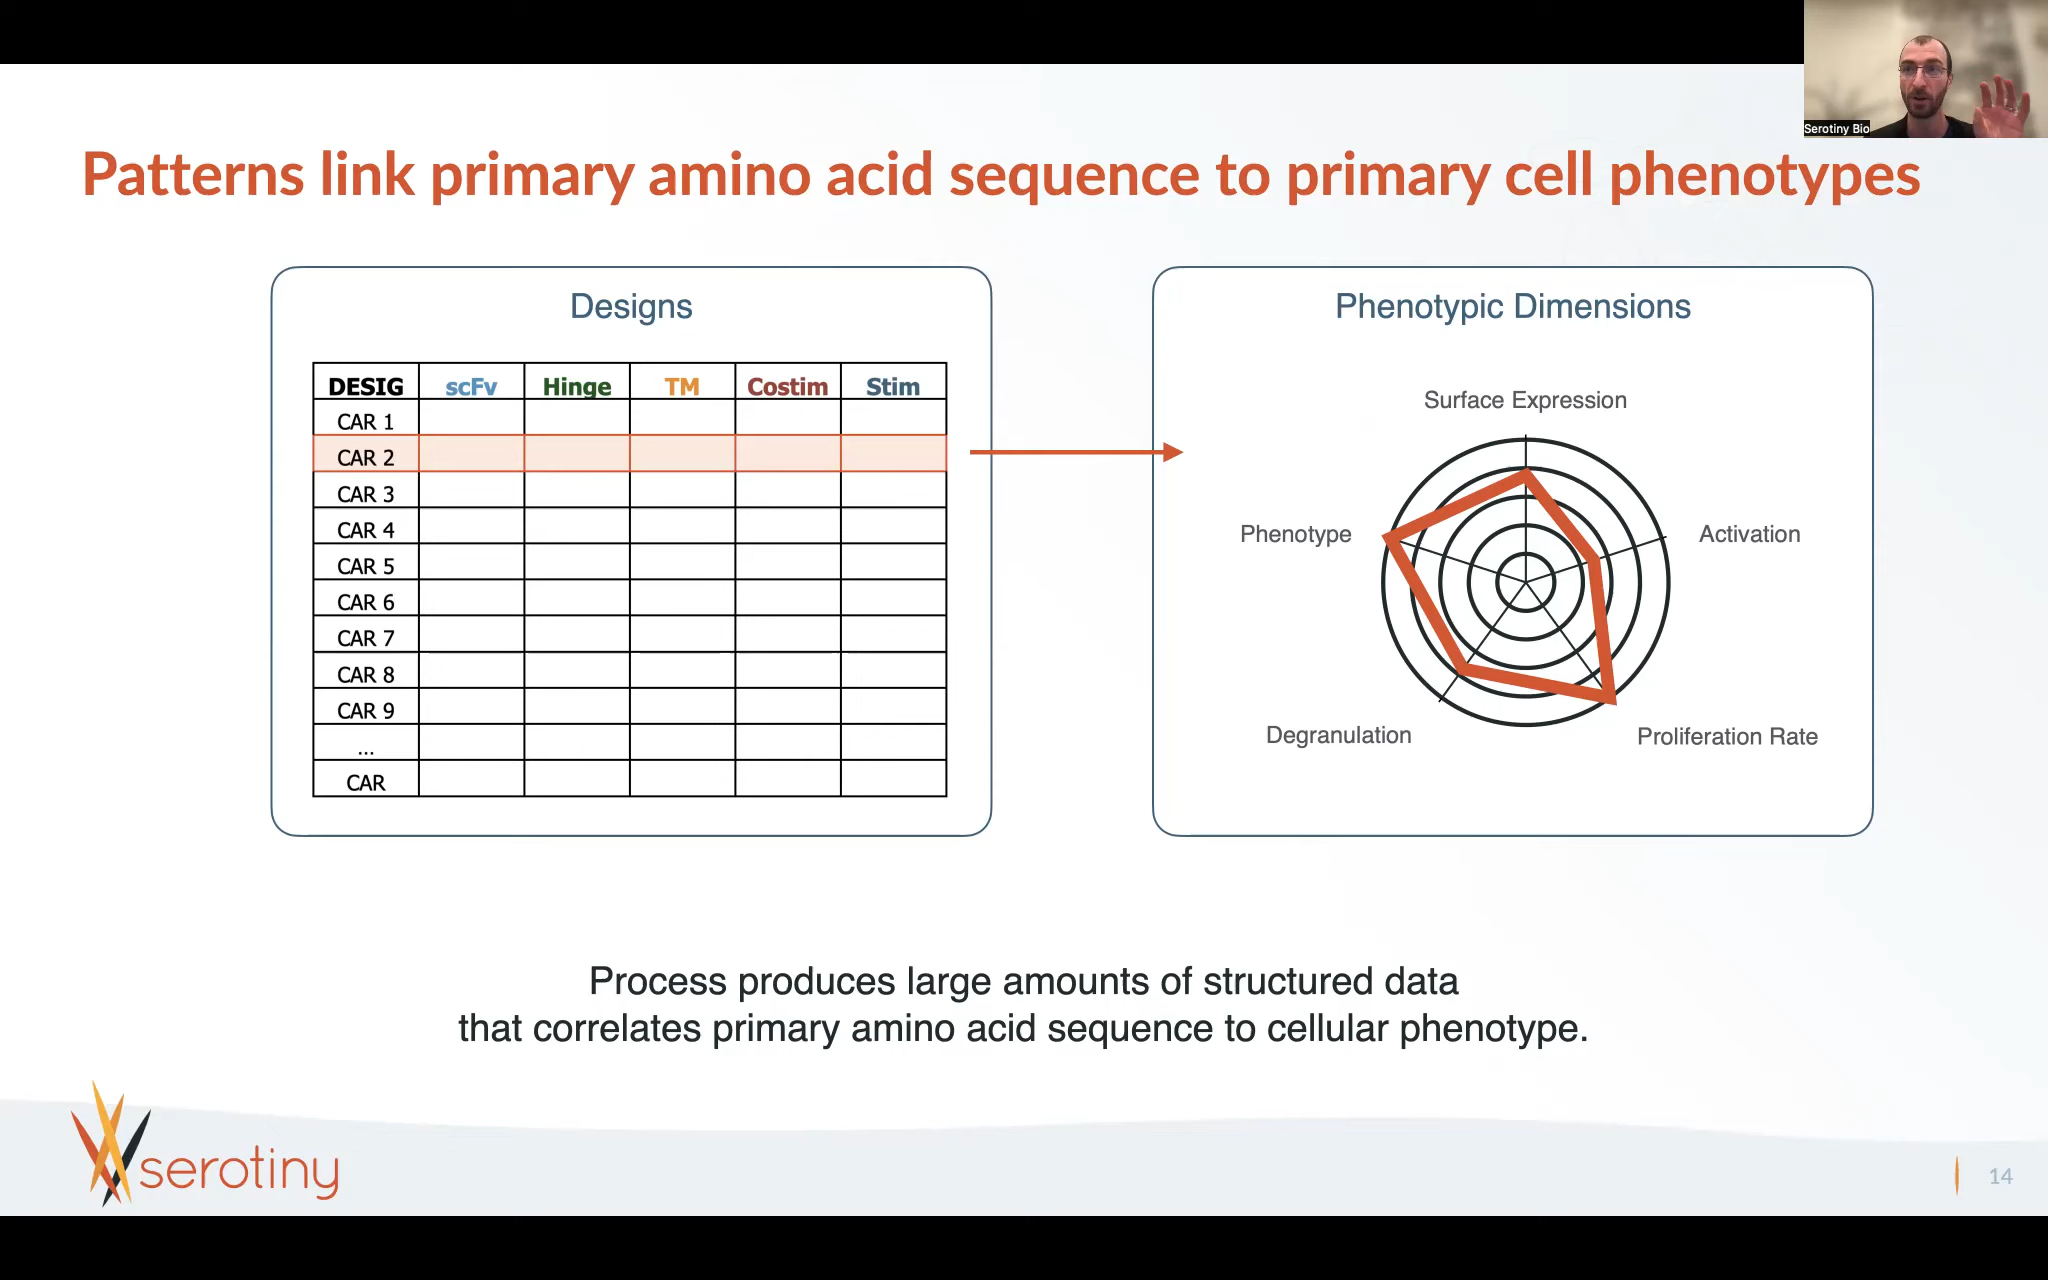 Serotiny Bio
Patterns link primary amino acid sequence to primary cell phenotypes
Designs
DESIG scFv Hinge TM Costim Stim
CAR 1
CAR 2
CAR 3
CAR 4
CAR 5
CAR 6
CAR 7
CAR 8
CAR 9
...
CAR
Phenotypic Dimensions
Surface Expression
Phenotype
Activation
Degranulation
Proliferation Rate
Process produces large amounts of structured data
that correlates primary amino acid sequence to cellular phenotype.
serotiny
14